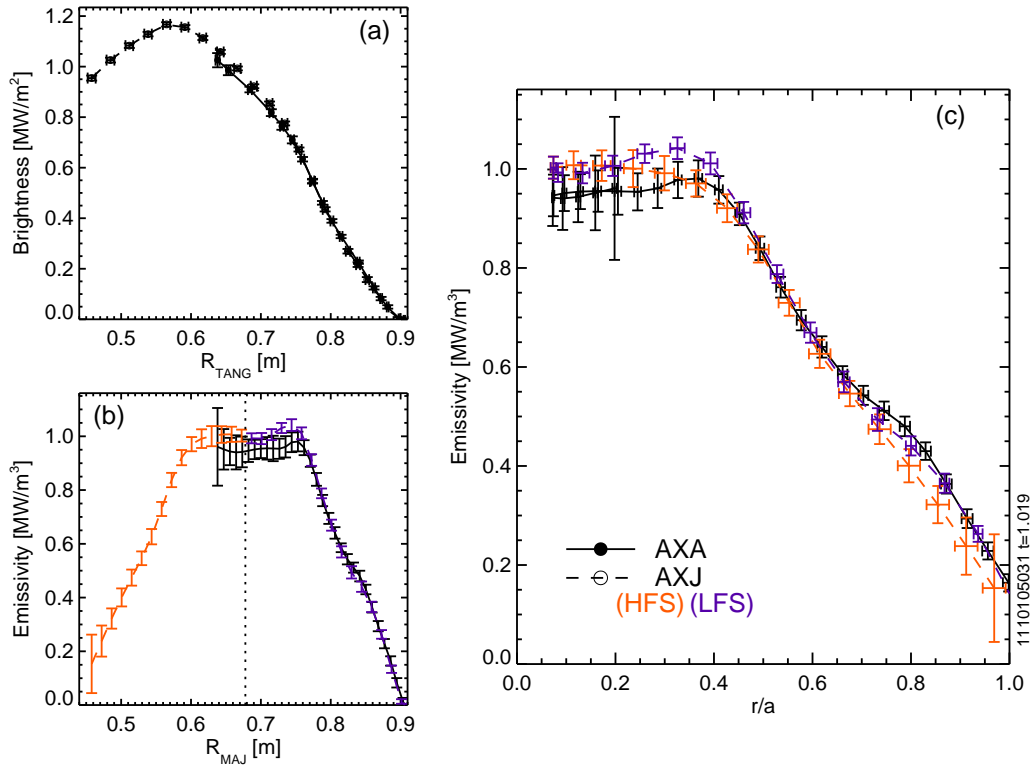 (a)
1.2
1.0
0.8
0.6
0.4
0.2
0.0
Brightness [MW/m²]
0.5 0.6 0.7 0.8 0.9
R_TANG [m]
(b)
1.0
0.8
0.6
0.4
0.2
0.0
Emissivity [MW/m³]
0.5 0.6 0.7 0.8 0.9
R_MAJ [m]
(c)
1.0
0.8
0.6
0.4
0.2
0.0
Emissivity [MW/m³]
AXA
AXJ
(HFS) (LFS)
0.0 0.2 0.4 0.6 0.8 1.0
r/a
1110105031 t=1.019